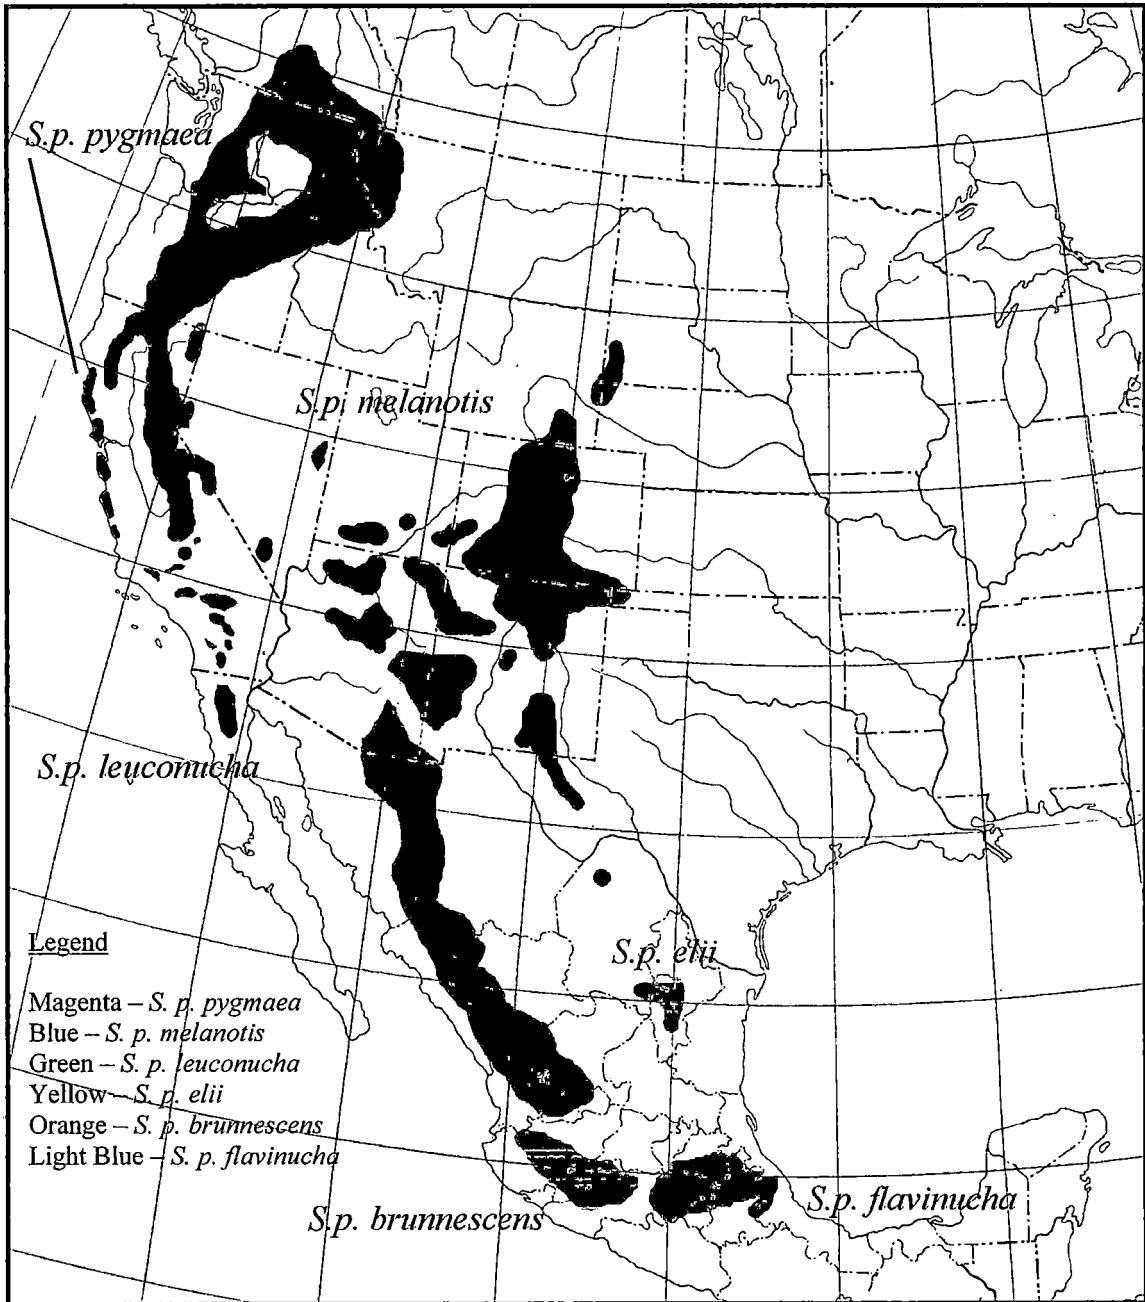 S.p. pygmaea
S.p. melanotis
S.p. leuconucha
S.p. elii
Legend
Magenta – S. p. pygmaea
Blue – S. p. melanotis
Green – S. p. leuconucha
Yellow – S. p. elii
Orange – S. p. brunnescens
Light Blue – S. p. flavinucha
S.p. flavinucha
S.p. brunnescens